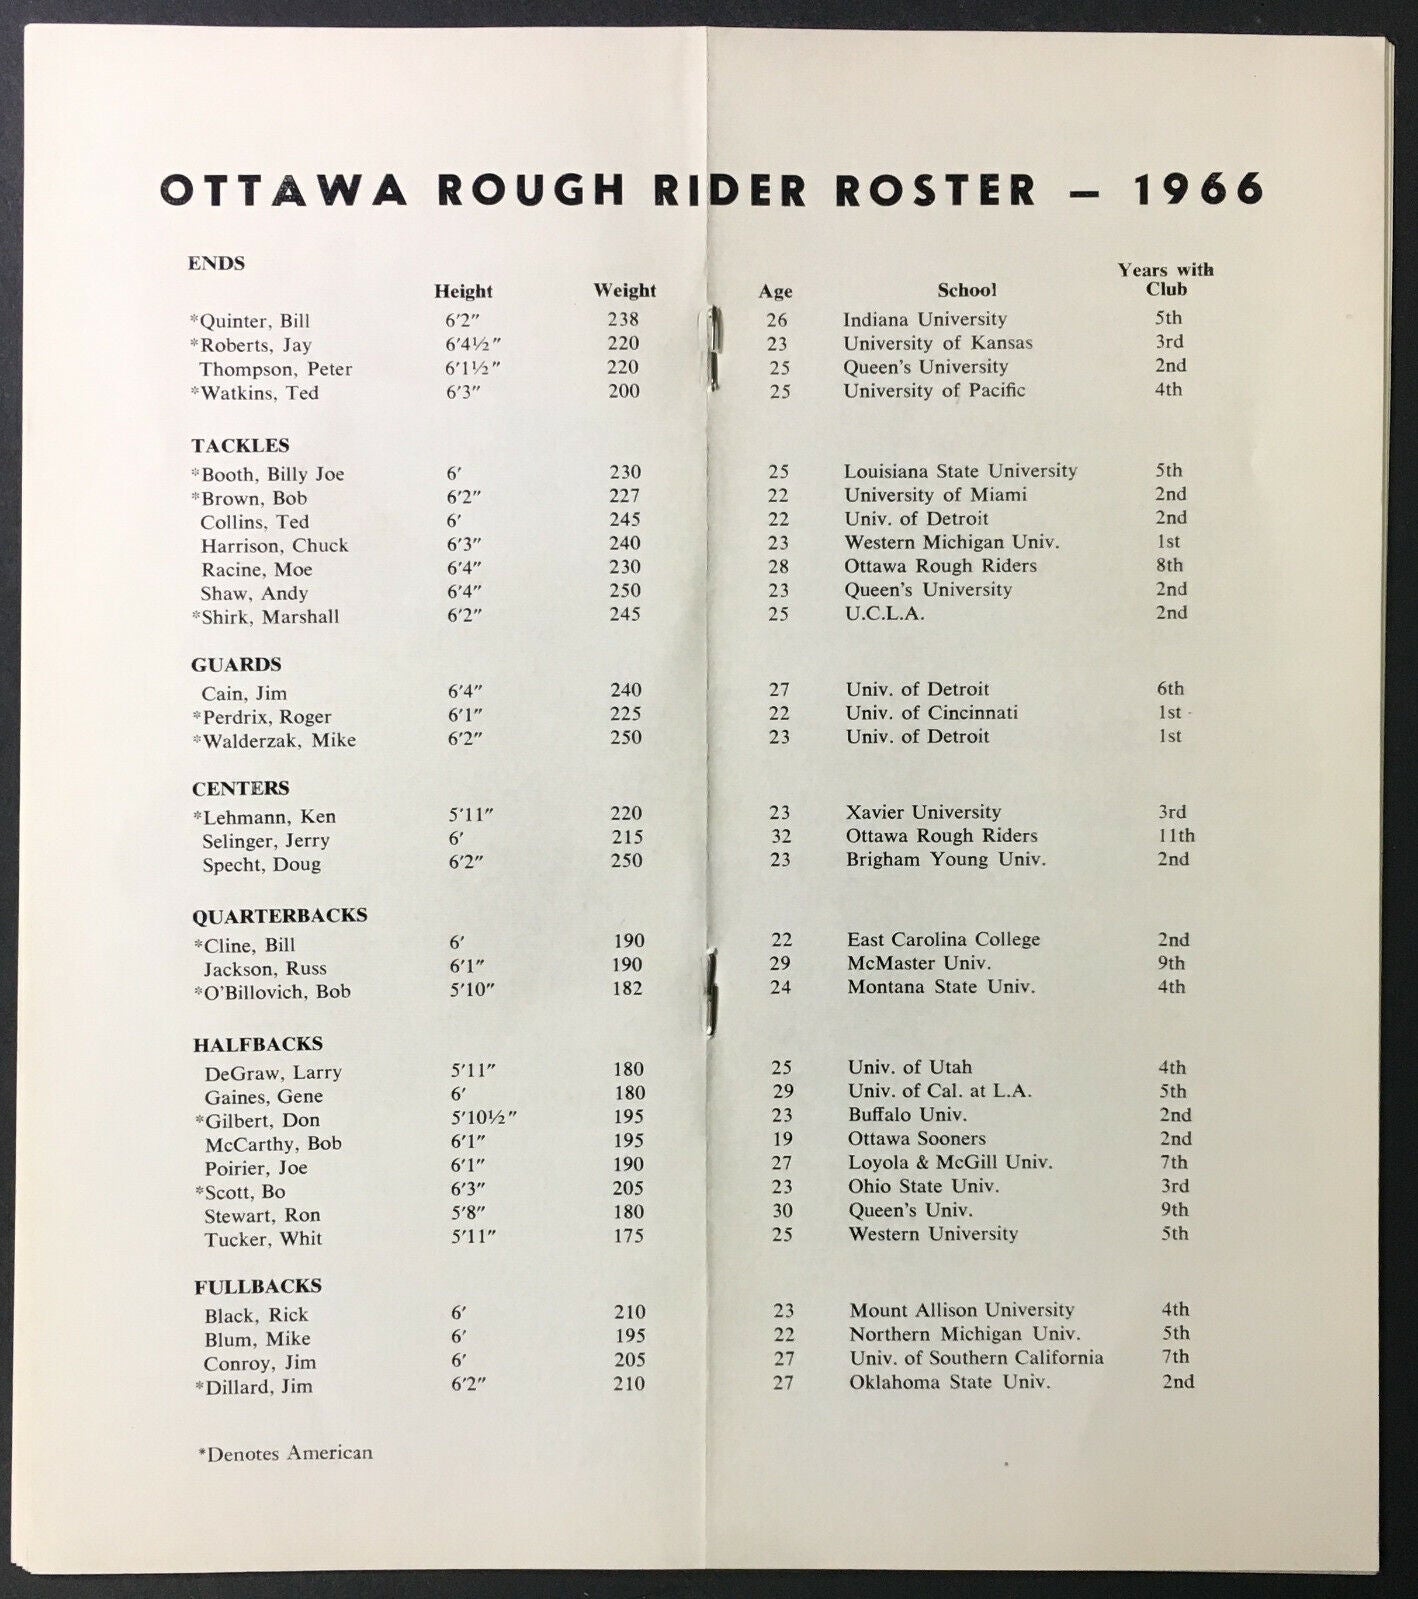 OTTAWA ROUGH RIDER ROSTER — 1966
ENDS
Height Weight Age School Years with Club
*Quinter, Bill 6'2" 238 26 Indiana University 5th
*Roberts, Jay 6'4½" 220 23 University of Kansas 3rd
Thompson, Peter 6'1½" 220 25 Queen's University 2nd
*Watkins, Ted 6'3" 200 25 University of Pacific 4th
TACKLES
*Booth, Billy Joe 6' 230 25 Louisiana State University 5th
*Brown, Bob 6'2" 227 22 University of Miami 2nd
Collins, Ted 6' 245 22 Univ. of Detroit 2nd
Harrison, Chuck 6'3" 240 23 Western Michigan Univ. 1st
Racine, Moe 6'4" 230 28 Ottawa Rough Riders 8th
Shaw, Andy 6'4" 250 23 Queen's University 2nd
*Shirk, Marshall 6'2" 245 25 U.C.L.A. 2nd
GUARDS
Cain, Jim 6'4" 240 27 Univ. of Detroit 6th
*Perdrix, Roger 6'1" 225 22 Univ. of Cincinnati 1st
*Walderzak, Mike 6'2" 250 23 Univ. of Detroit 1st
CENTERS
*Lehmann, Ken 5'11" 220 23 Xavier University 3rd
Selinger, Jerry 6' 215 32 Ottawa Rough Riders 11th
Specht, Doug 6'2" 250 23 Brigham Young Univ. 2nd
QUARTERBACKS
*Cline, Bill 6' 190 22 East Carolina College 2nd
Jackson, Russ 6'1" 190 29 McMaster Univ. 9th
*O'Billovich, Bob 5'10" 182 24 Montana State Univ. 4th
HALFBACKS
DeGraw, Larry 5'11" 180 25 Univ. of Utah 4th
Gaines, Gene 6' 180 29 Univ. of Cal. at L.A. 5th
*Gilbert, Don 5'10½" 195 23 Buffalo Univ. 2nd
McCarthy, Bob 6'1" 195 19 Ottawa Sooners 2nd
Poirier, Joe 6'1" 190 27 Loyola & McGill Univ. 7th
*Scott, Bo 6'3" 205 23 Ohio State Univ. 3rd
Stewart, Ron 5'8" 180 30 Queen's Univ. 9th
Tucker, Whit 5'11" 175 25 Western University 5th
FULLBACKS
Black, Rick 6' 210 23 Mount Allison University 4th
Blum, Mike 6' 195 22 Northern Michigan Univ. 5th
Conroy, Jim 6' 205 27 Univ. of Southern California 7th
*Dillard, Jim 6'2" 210 27 Oklahoma State Univ. 2nd
*Denotes American